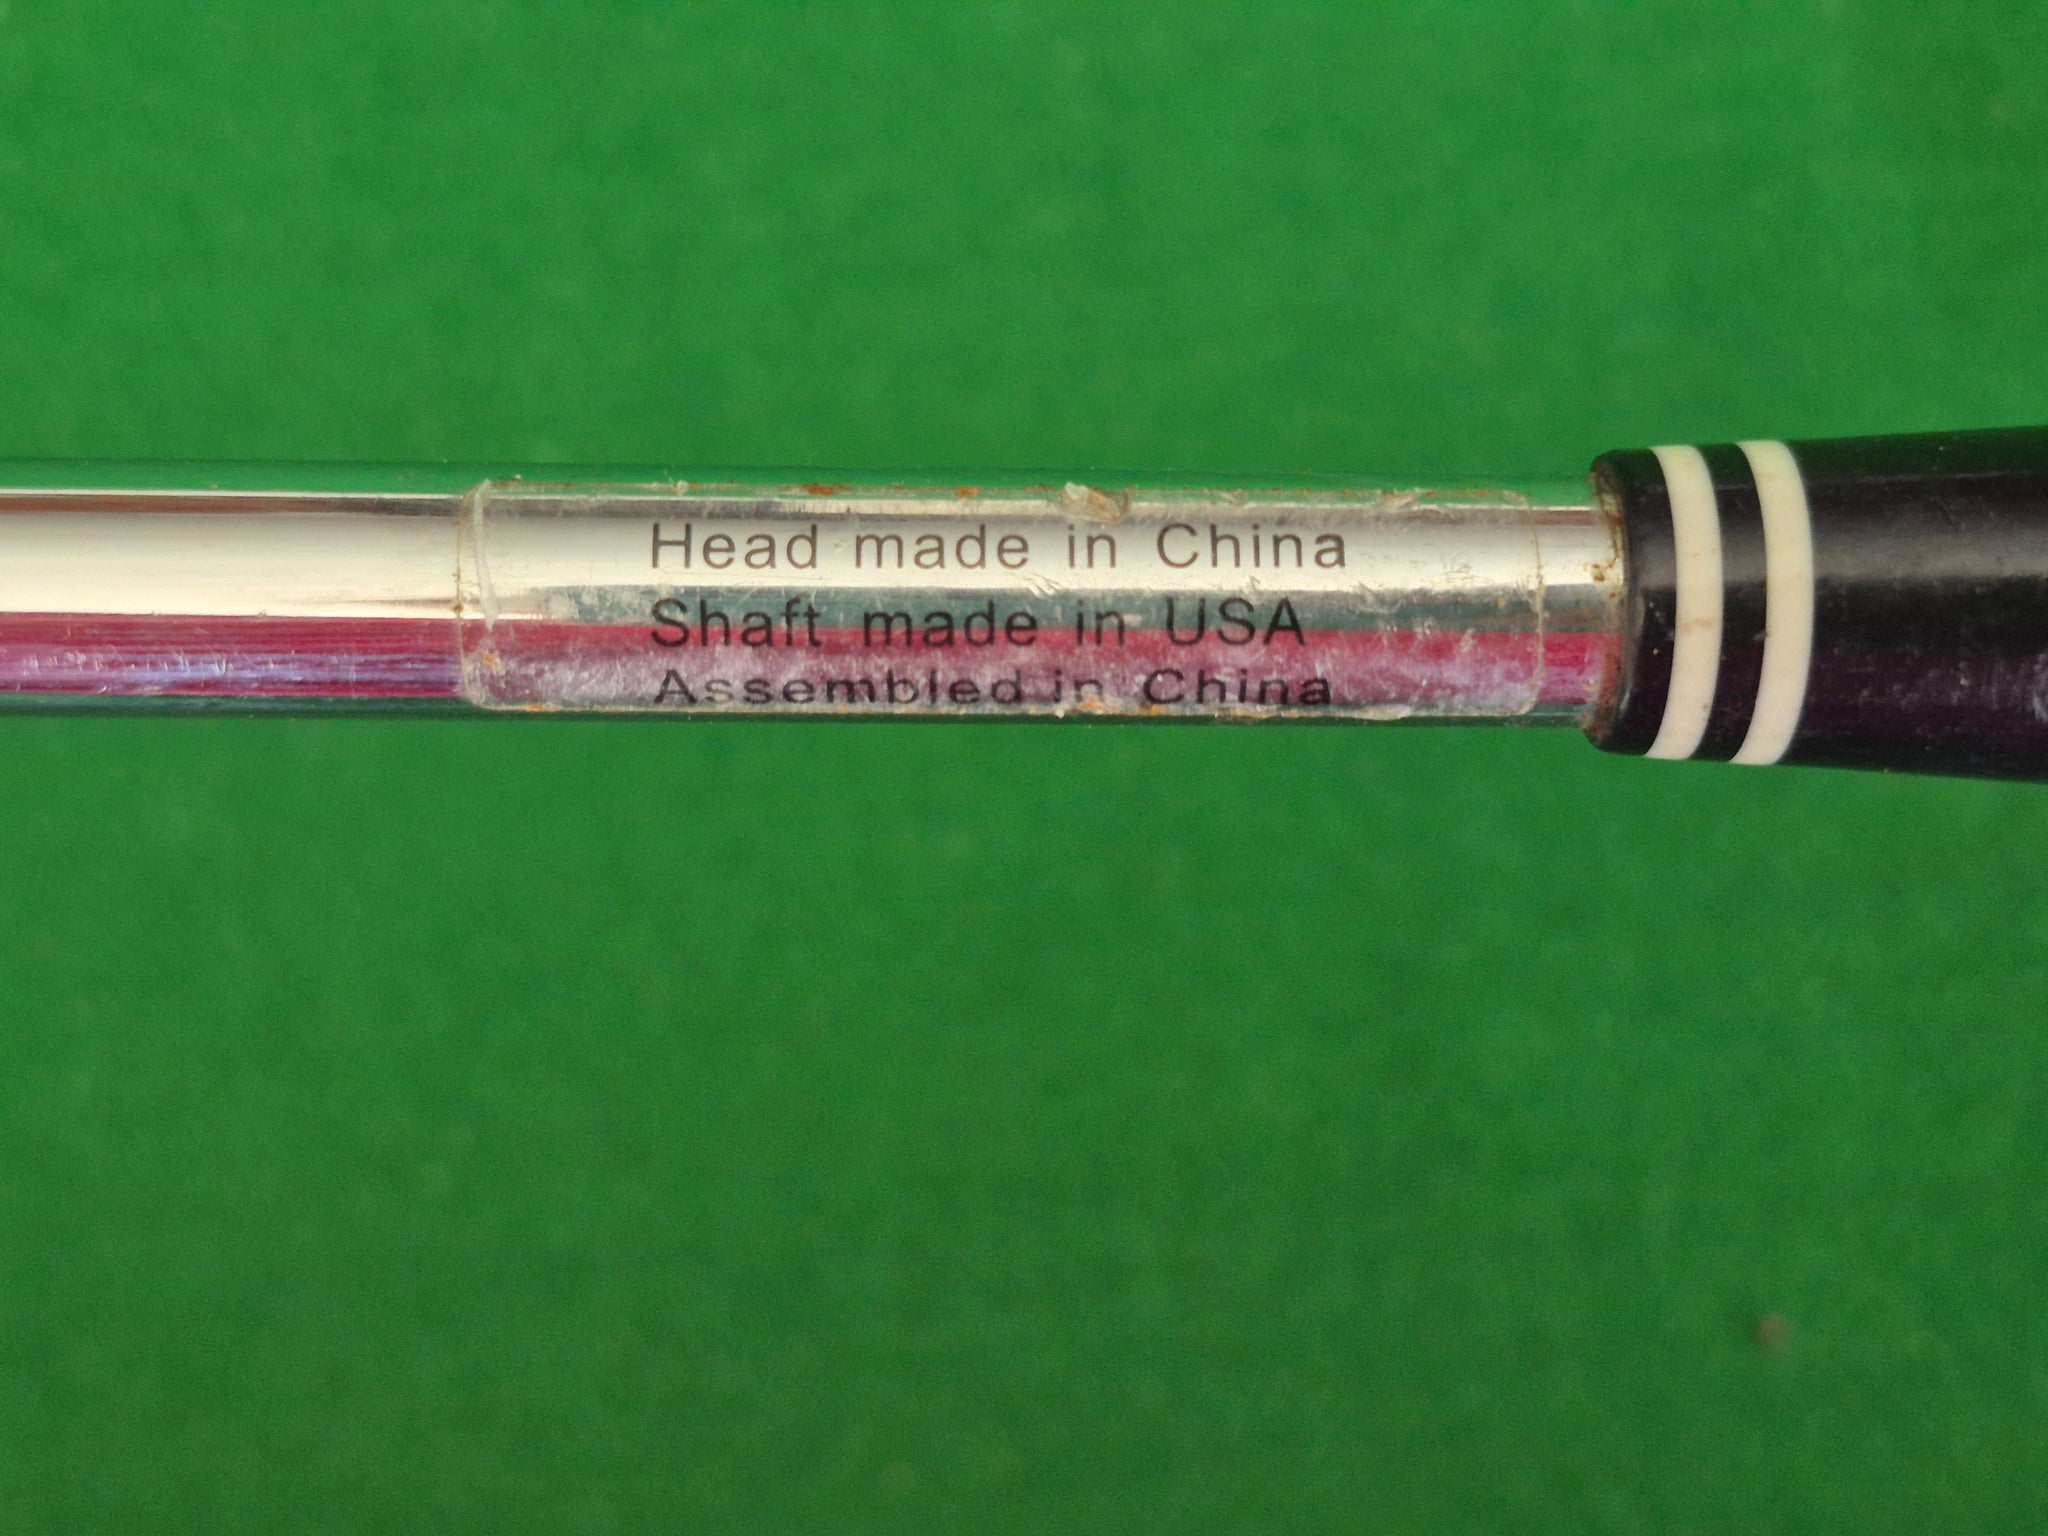 Head made in China
Shaft made in USA
Assembled in China